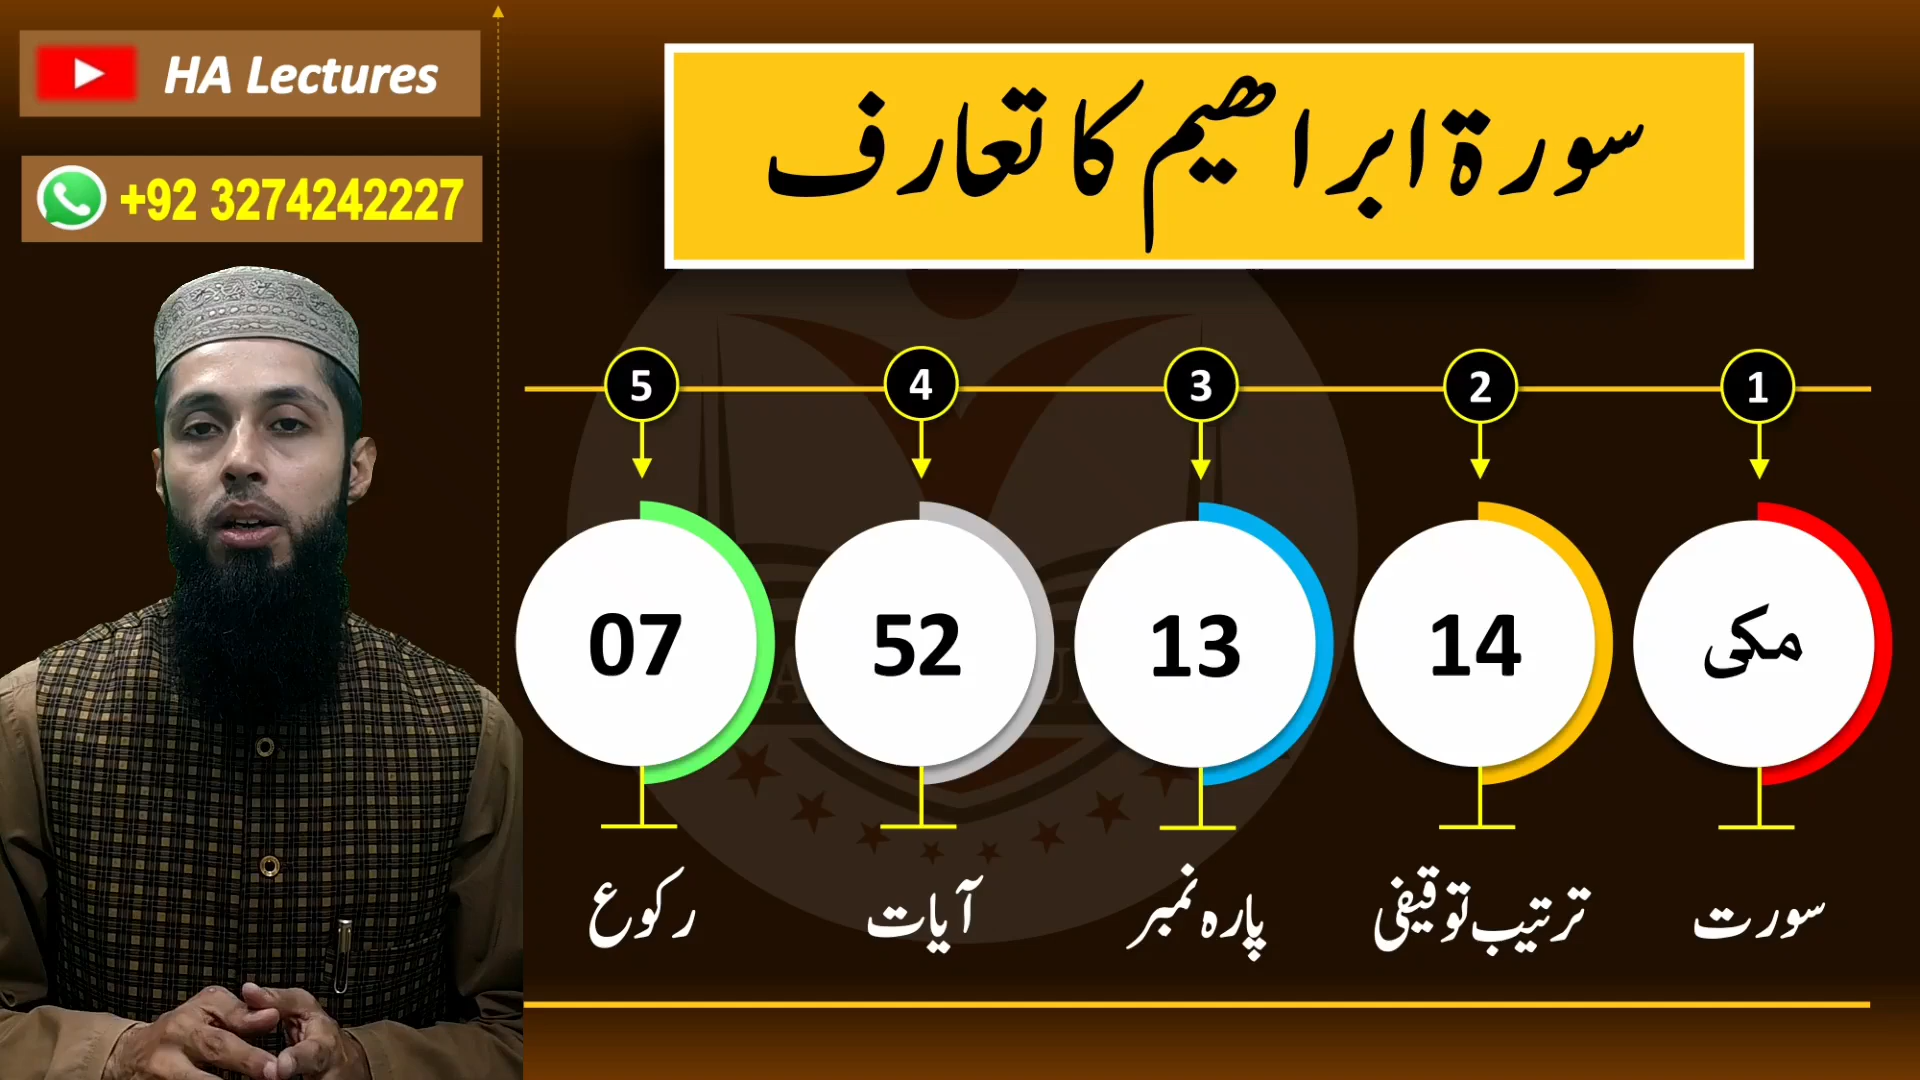 HA Lectures
+92 3274242227
سورۃ ابراھیم کا تعارف
1 2 3 4 5
مکی 14 13 52 07
سورت ترتیب توقیفی پارہ نمبر آیات رکوع